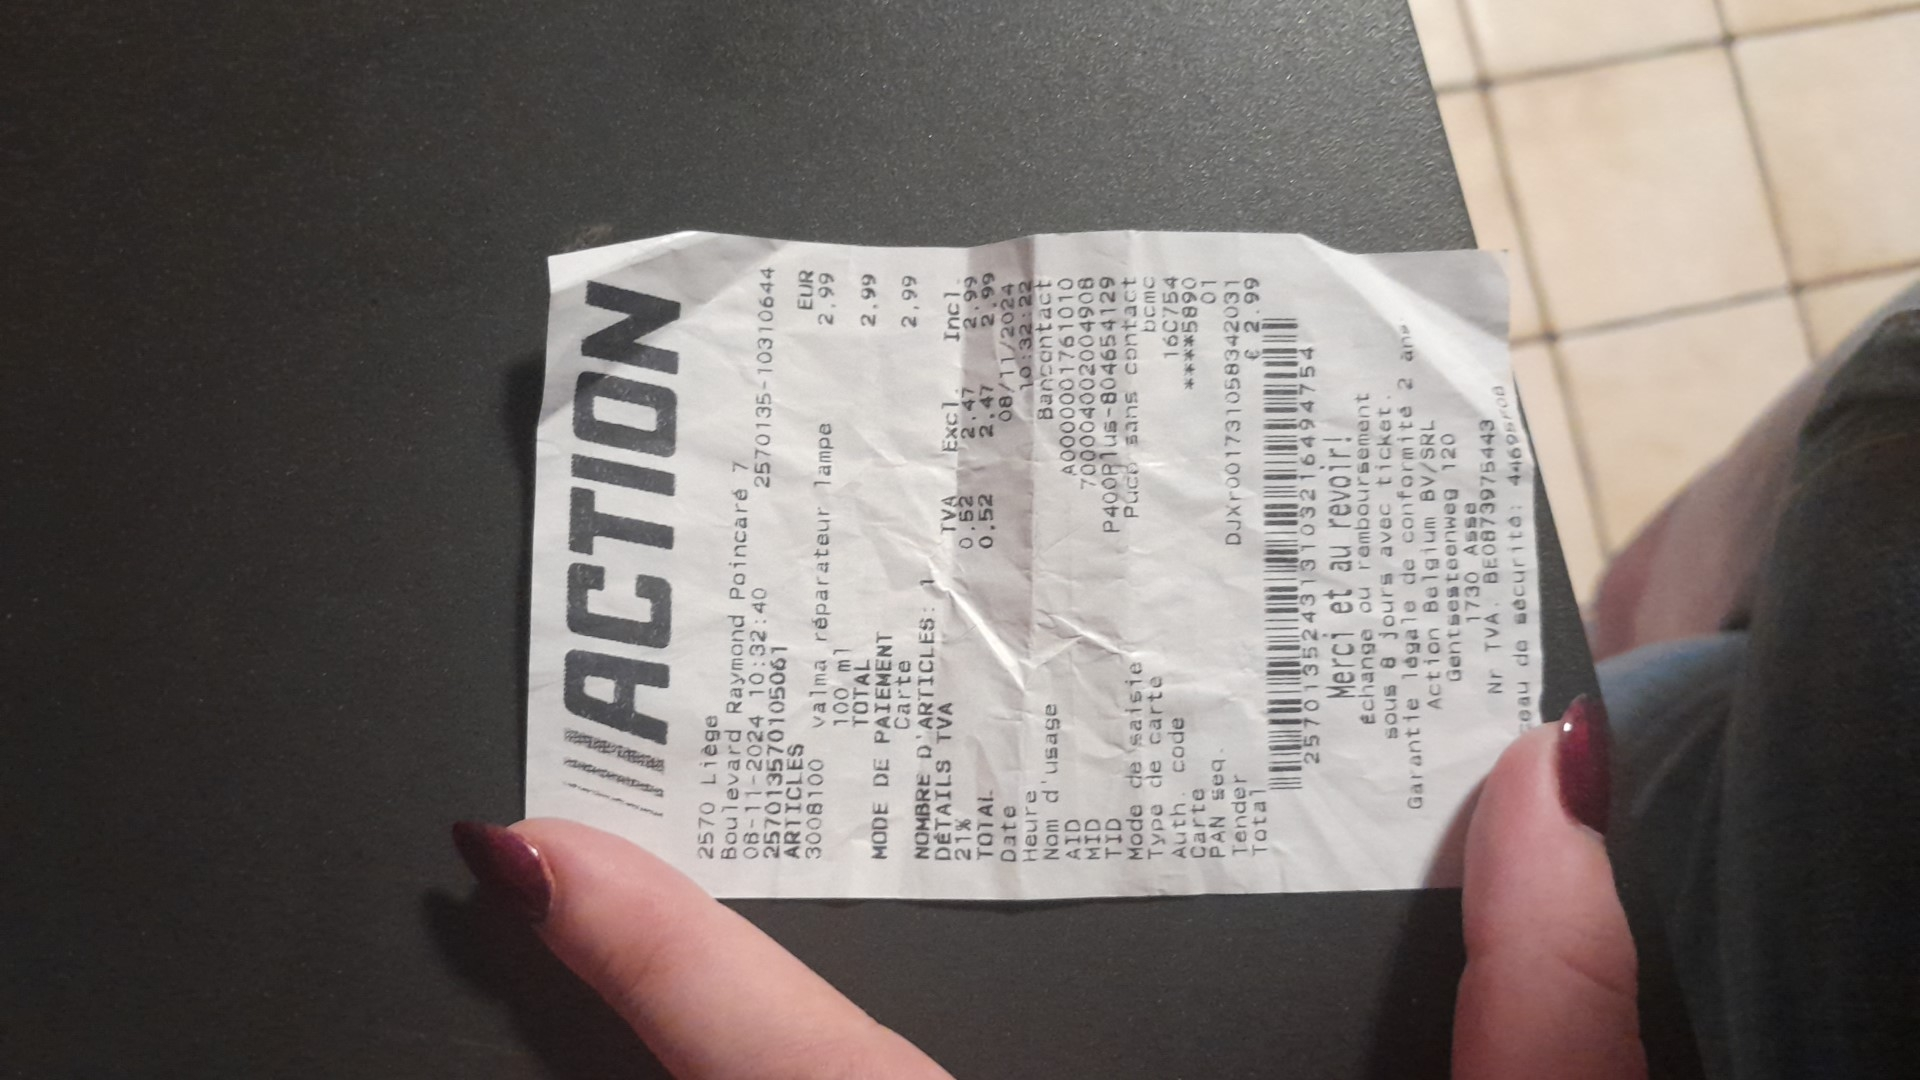 ACTION
2570 Liège
Boulevard Raymond Poincaré 7
08-11-2024 10:32:40 2570135-10310644
257013570105061
ARTICLES EUR
3008100 valma réparateur lampe 2,99
100 ml
TOTAL 2,99
MODE DE PAIEMENT
Carte 2,99
NOMBRE D'ARTICLES: 1
DÉTAILS TVA TVA Excl. Incl.
21% 0.52 2.47 2.99
TOTAL 0.52 2.47 2.99
Date 08/11/2024
Heure 10:32:22
Nom d'usage Bancontact
AID
MID
TID P400Plus-804654129
Mode de saisie Puce sans contact
Type de carte bcmc
Auth. code 16C754
Carte ****5890
PAN seq. 01
Tender DJXr001731058342031
Total € 2.99
Merci et au revoir!
Échange ou remboursement
sous 8 jours avec ticket.
Garantie légale de conformité 2 ans.
Action Belgium BV/SRL
Gentsesteenweg 120
1730 Asse
Nr TVA. BE0873975443
de sécurité: